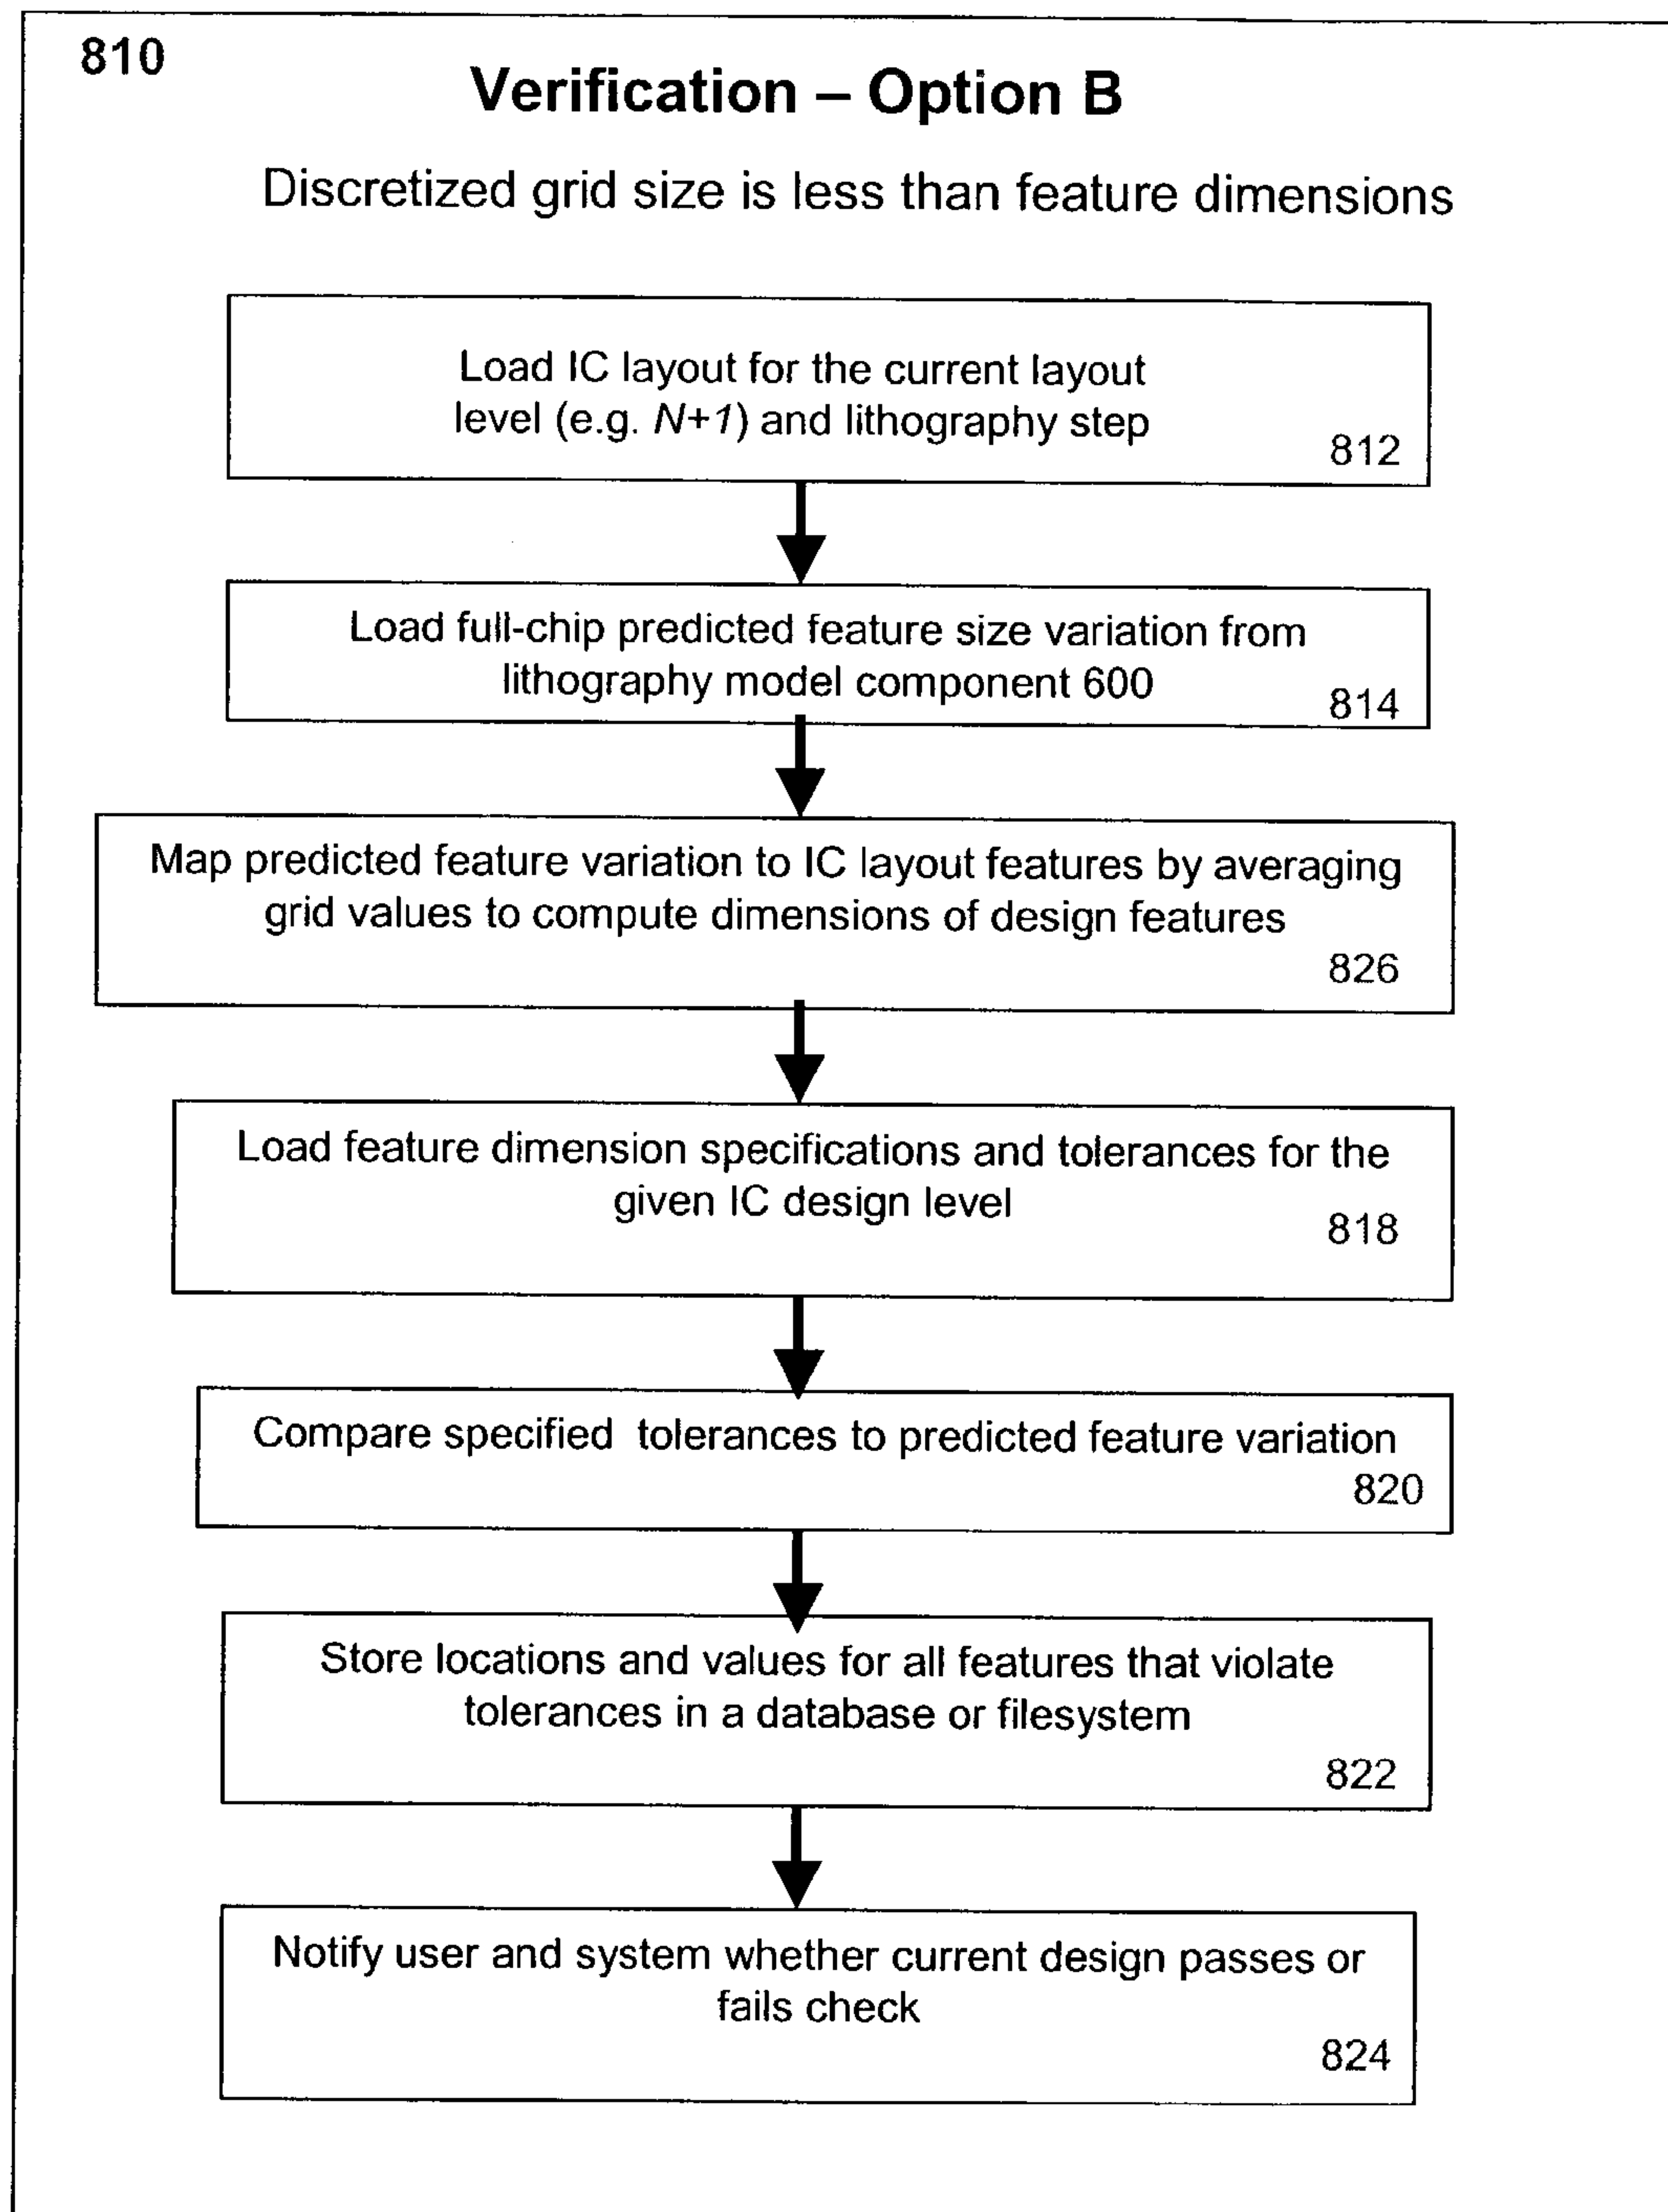 810
Verification – Option B
Discretized grid size is less than feature dimensions
Load IC layout for the current layout
level (e.g. N+1) and lithography step
812
Load full-chip predicted feature size variation from
lithography model component 600
814
Map predicted feature variation to IC layout features by averaging
grid values to compute dimensions of design features
826
Load feature dimension specifications and tolerances for the
given IC design level
818
Compare specified tolerances to predicted feature variation
820
Store locations and values for all features that violate
tolerances in a database or filesystem
822
Notify user and system whether current design passes or
fails check
824